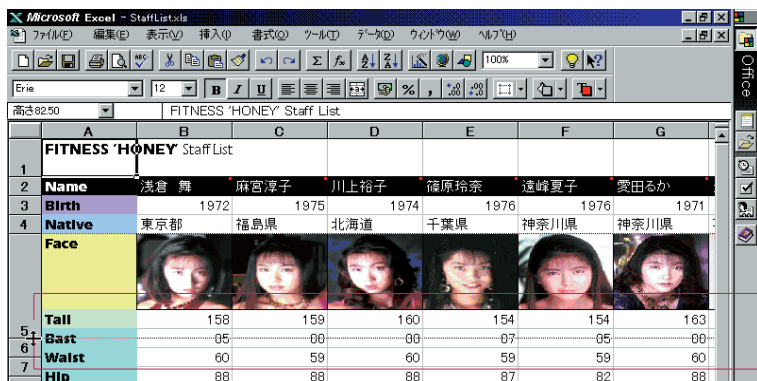 Microsoft Excel - StaffList.xls
ファイル(F) 編集(E) 表示(V) 挿入(I) 書式(O) ツール(T) データ(D) ウィンドウ(W) ヘルプ(H)
100%
Office
Erie 12 B I U
高さ82.50 FITNESS 'HONEY' Staff List
A B C D E F G
1 FITNESS 'HONEY' Staff List
2 Name 浅倉 舞 麻宮淳子 川上裕子 篠原玲奈 遠峰夏子 愛田るか
3 Birth 1972 1975 1974 1976 1976 1971
4 Native 東京都 福島県 北海道 千葉県 神奈川県 神奈川県
Face
5 Tall 158 159 160 154 154 163
6 Bast
7 Waist 60 59 60 59 59 60
Hip 88 88 88 87 82 88